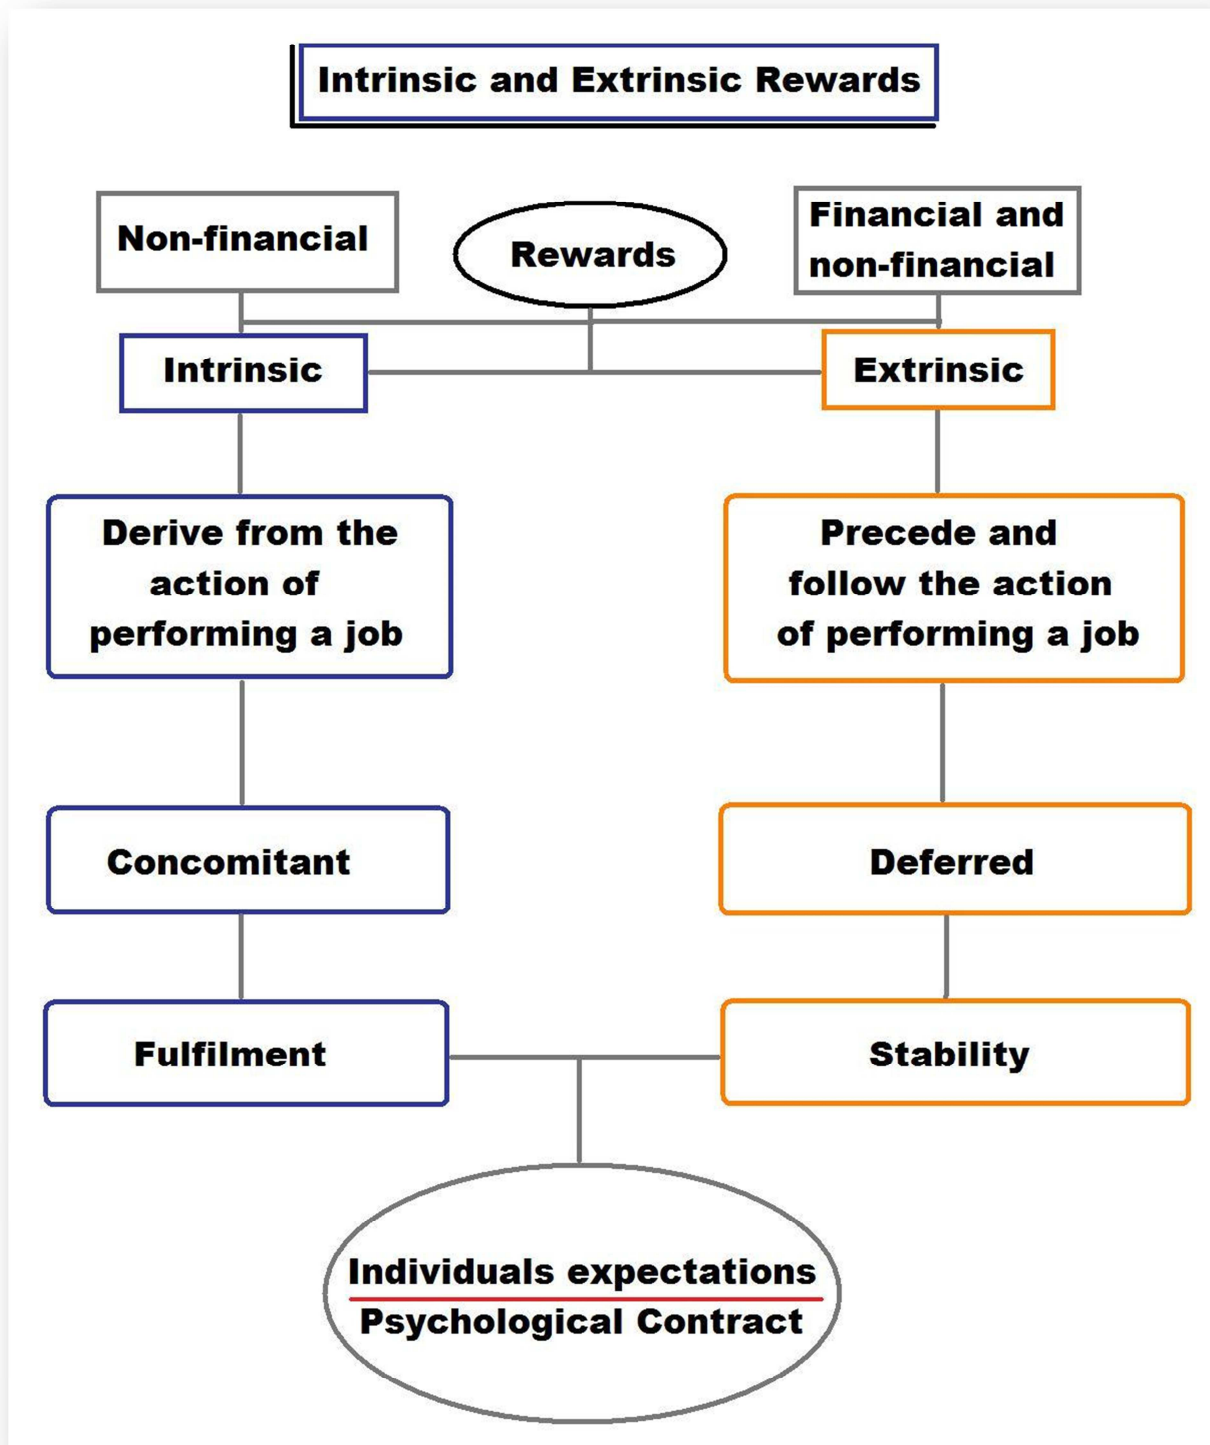 Intrinsic and Extrinsic Rewards
Non-financial
Rewards
Financial and
non-financial
Intrinsic
Extrinsic
Derive from the
action of
performing a job
Precede and
follow the action
of performing a job
Concomitant
Deferred
Fulfilment
Stability
Individuals expectations
Psychological Contract